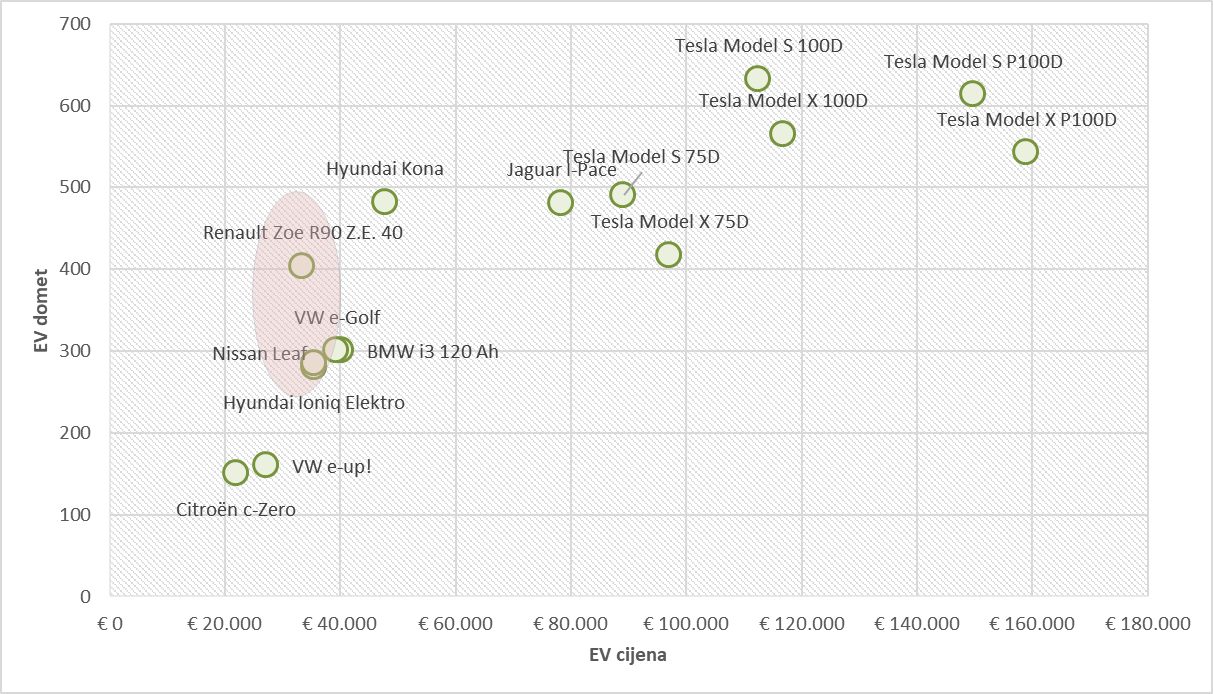 700
Tesla Model S 100D
Tesla Model S P100D
600
Tesla Model X 100D
Tesla Model X P100D
Hyundai Kona
Jaguar I-Pace
Tesla Model S 75D
500
Renault Zoe R90 Z.E. 40
Tesla Model X 75D
400
VW e-Golf
300
Nissan Leaf
BMW i3 120 Ah
Hyundai Ioniq Elektro
200
VW e-up!
Citroën c-Zero
100
0
EV domet
€ 0
€ 20.000
€ 40.000
€ 60.000
€ 80.000
€ 100.000
€ 120.000
€ 140.000
€ 160.000
€ 180.000
EV cijena